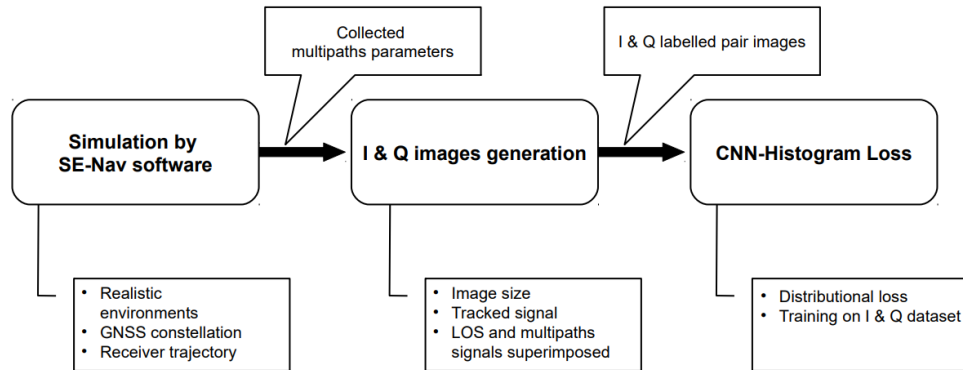 Collected
multipaths parameters
I & Q labelled pair images
Simulation by
SE-Nav software
I & Q images generation
CNN-Histogram Loss
• Realistic
environments
• GNSS constellation
• Receiver trajectory
• Image size
• Tracked signal
• LOS and multipaths
signals superimposed
• Distributional loss
• Training on I & Q dataset